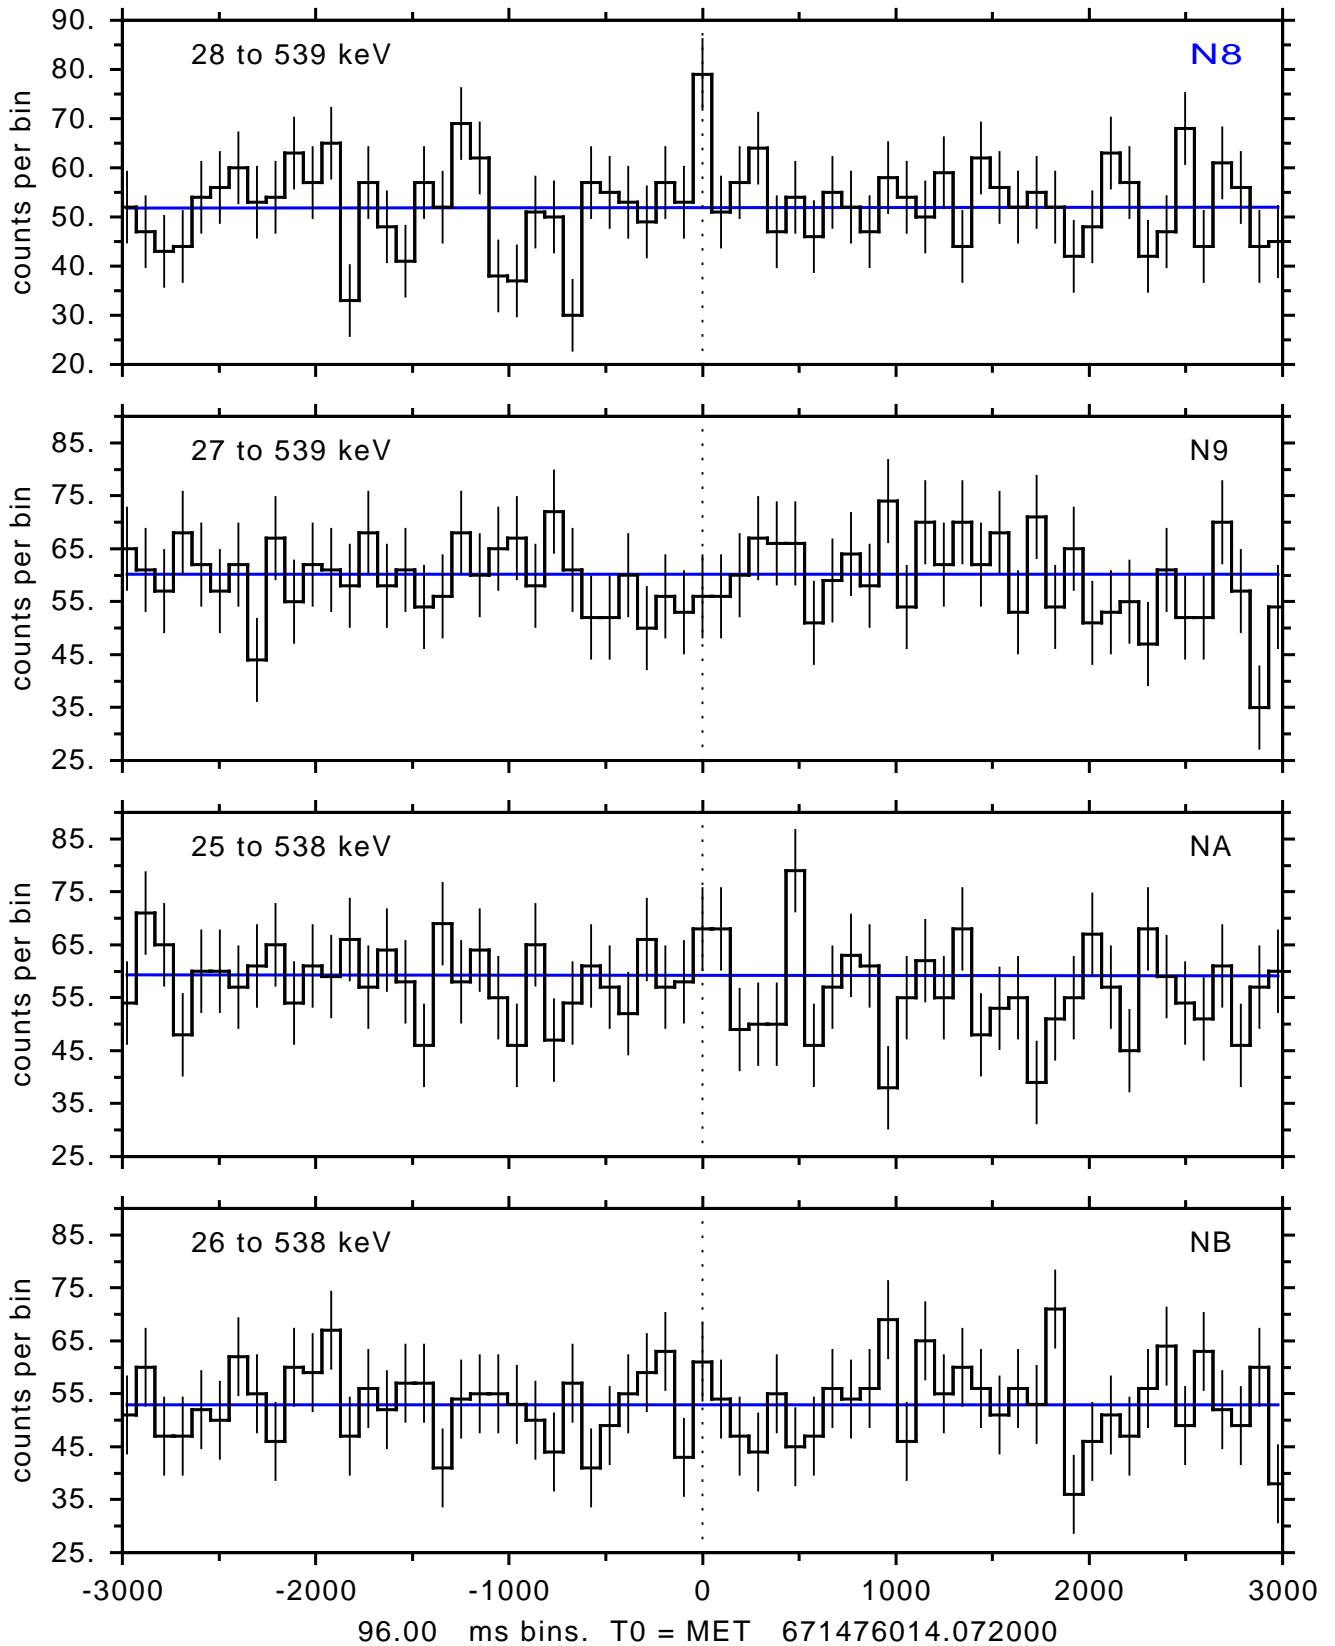 90.
28 to 539 keV N8
80.
70.
60.
50.
40.
30.
20.
counts per bin
27 to 539 keV N9
85.
75.
65.
55.
45.
35.
25.
counts per bin
25 to 538 keV NA
85.
75.
65.
55.
45.
35.
25.
counts per bin
26 to 538 keV NB
85.
75.
65.
55.
45.
35.
25.
counts per bin
-3000 -2000 -1000 0 1000 2000 3000
96.00 ms bins. T0 = MET 671476014.072000